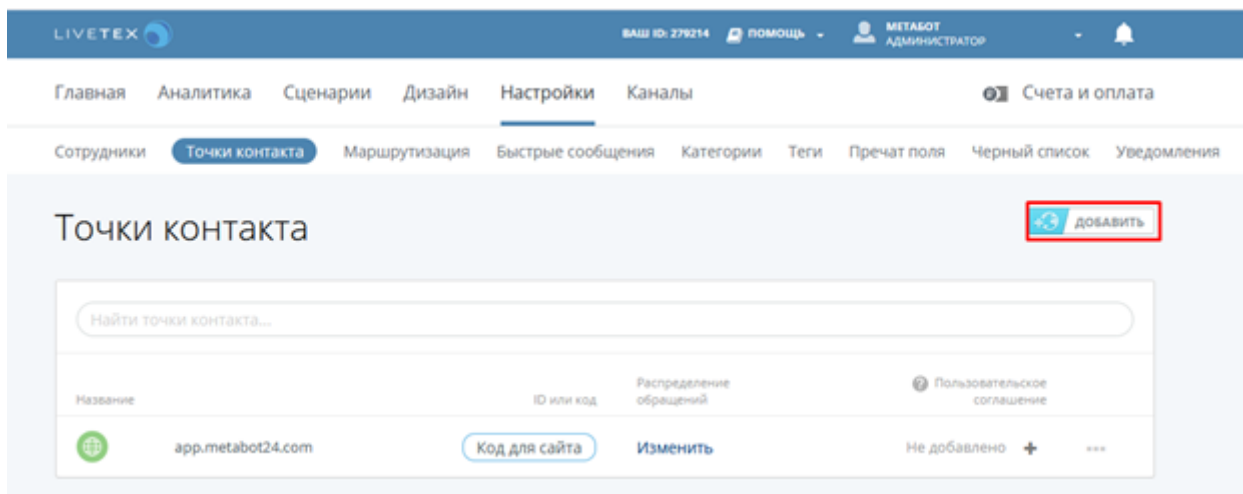 LIVETEX
ВАШ ID: 279214 ПОМОЩЬ МЕТАБОТ
АДМИНИСТРАТОР
Главная Аналитика Сценарии Дизайн Настройки Каналы Счета и оплата
Сотрудники Точки контакта Маршрутизация Быстрые сообщения Категории Теги Пречат поля Черный список Уведомления
Точки контакта
ДОБАВИТЬ
Найти точки контакта...
Название ID или код Распределение обращений Пользовательское соглашение
app.metabot24.com Код для сайта Изменить Не добавлено